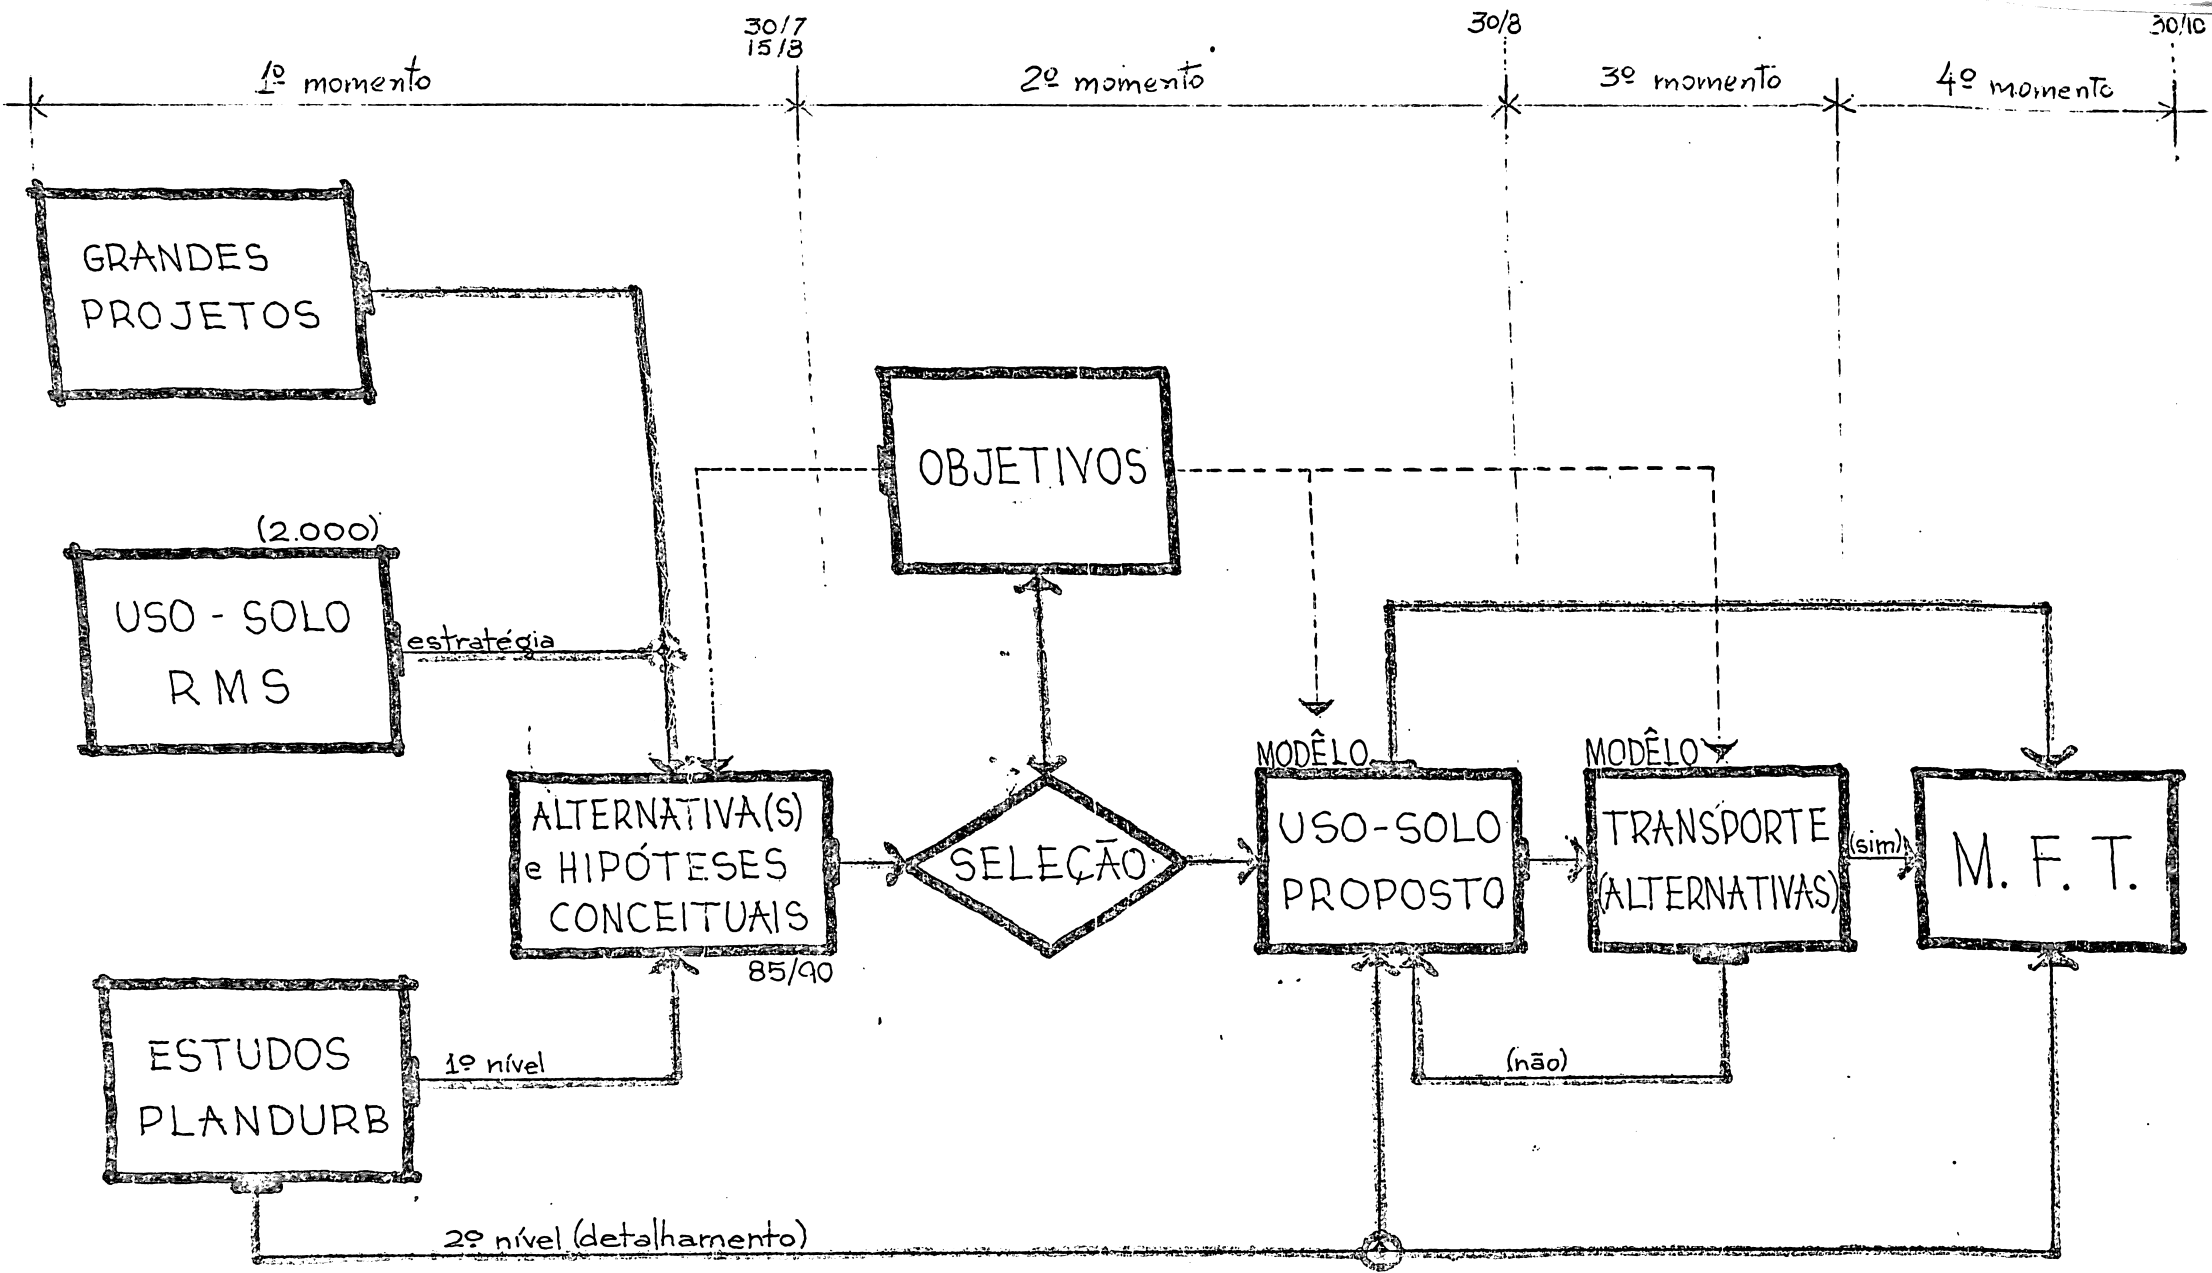 30/7
15/8
30/8
30/10
1º momento
2º momento
3º momento
4º momento
GRANDES
PROJETOS
OBJETIVOS
(2.000)
USO - SOLO
R M S
estratégia
MODÊLO
MODÊLO
ALTERNATIVA(S)
e HIPÓTESES
CONCEITUAIS
85/90
SELEÇÃO
USO-SOLO
PROPOSTO
TRANSPORTE
(ALTERNATIVAS)
(sim)
M. F. T.
ESTUDOS
PLANDURB
1º nível
(não)
2º nível (detalhamento)